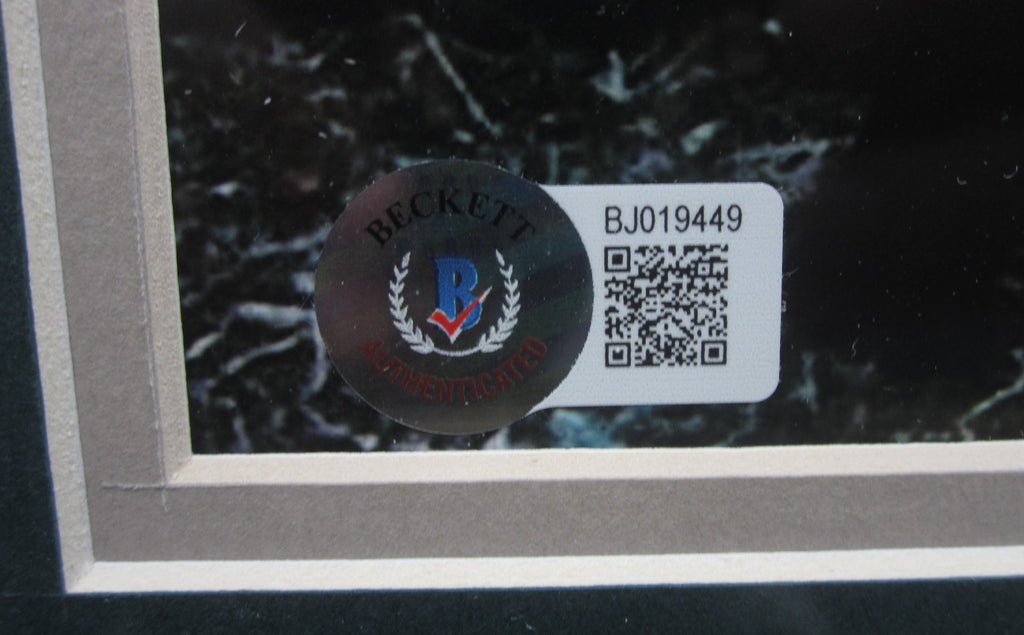 BECKETT
B
AUTHENTICATED
BJ019449